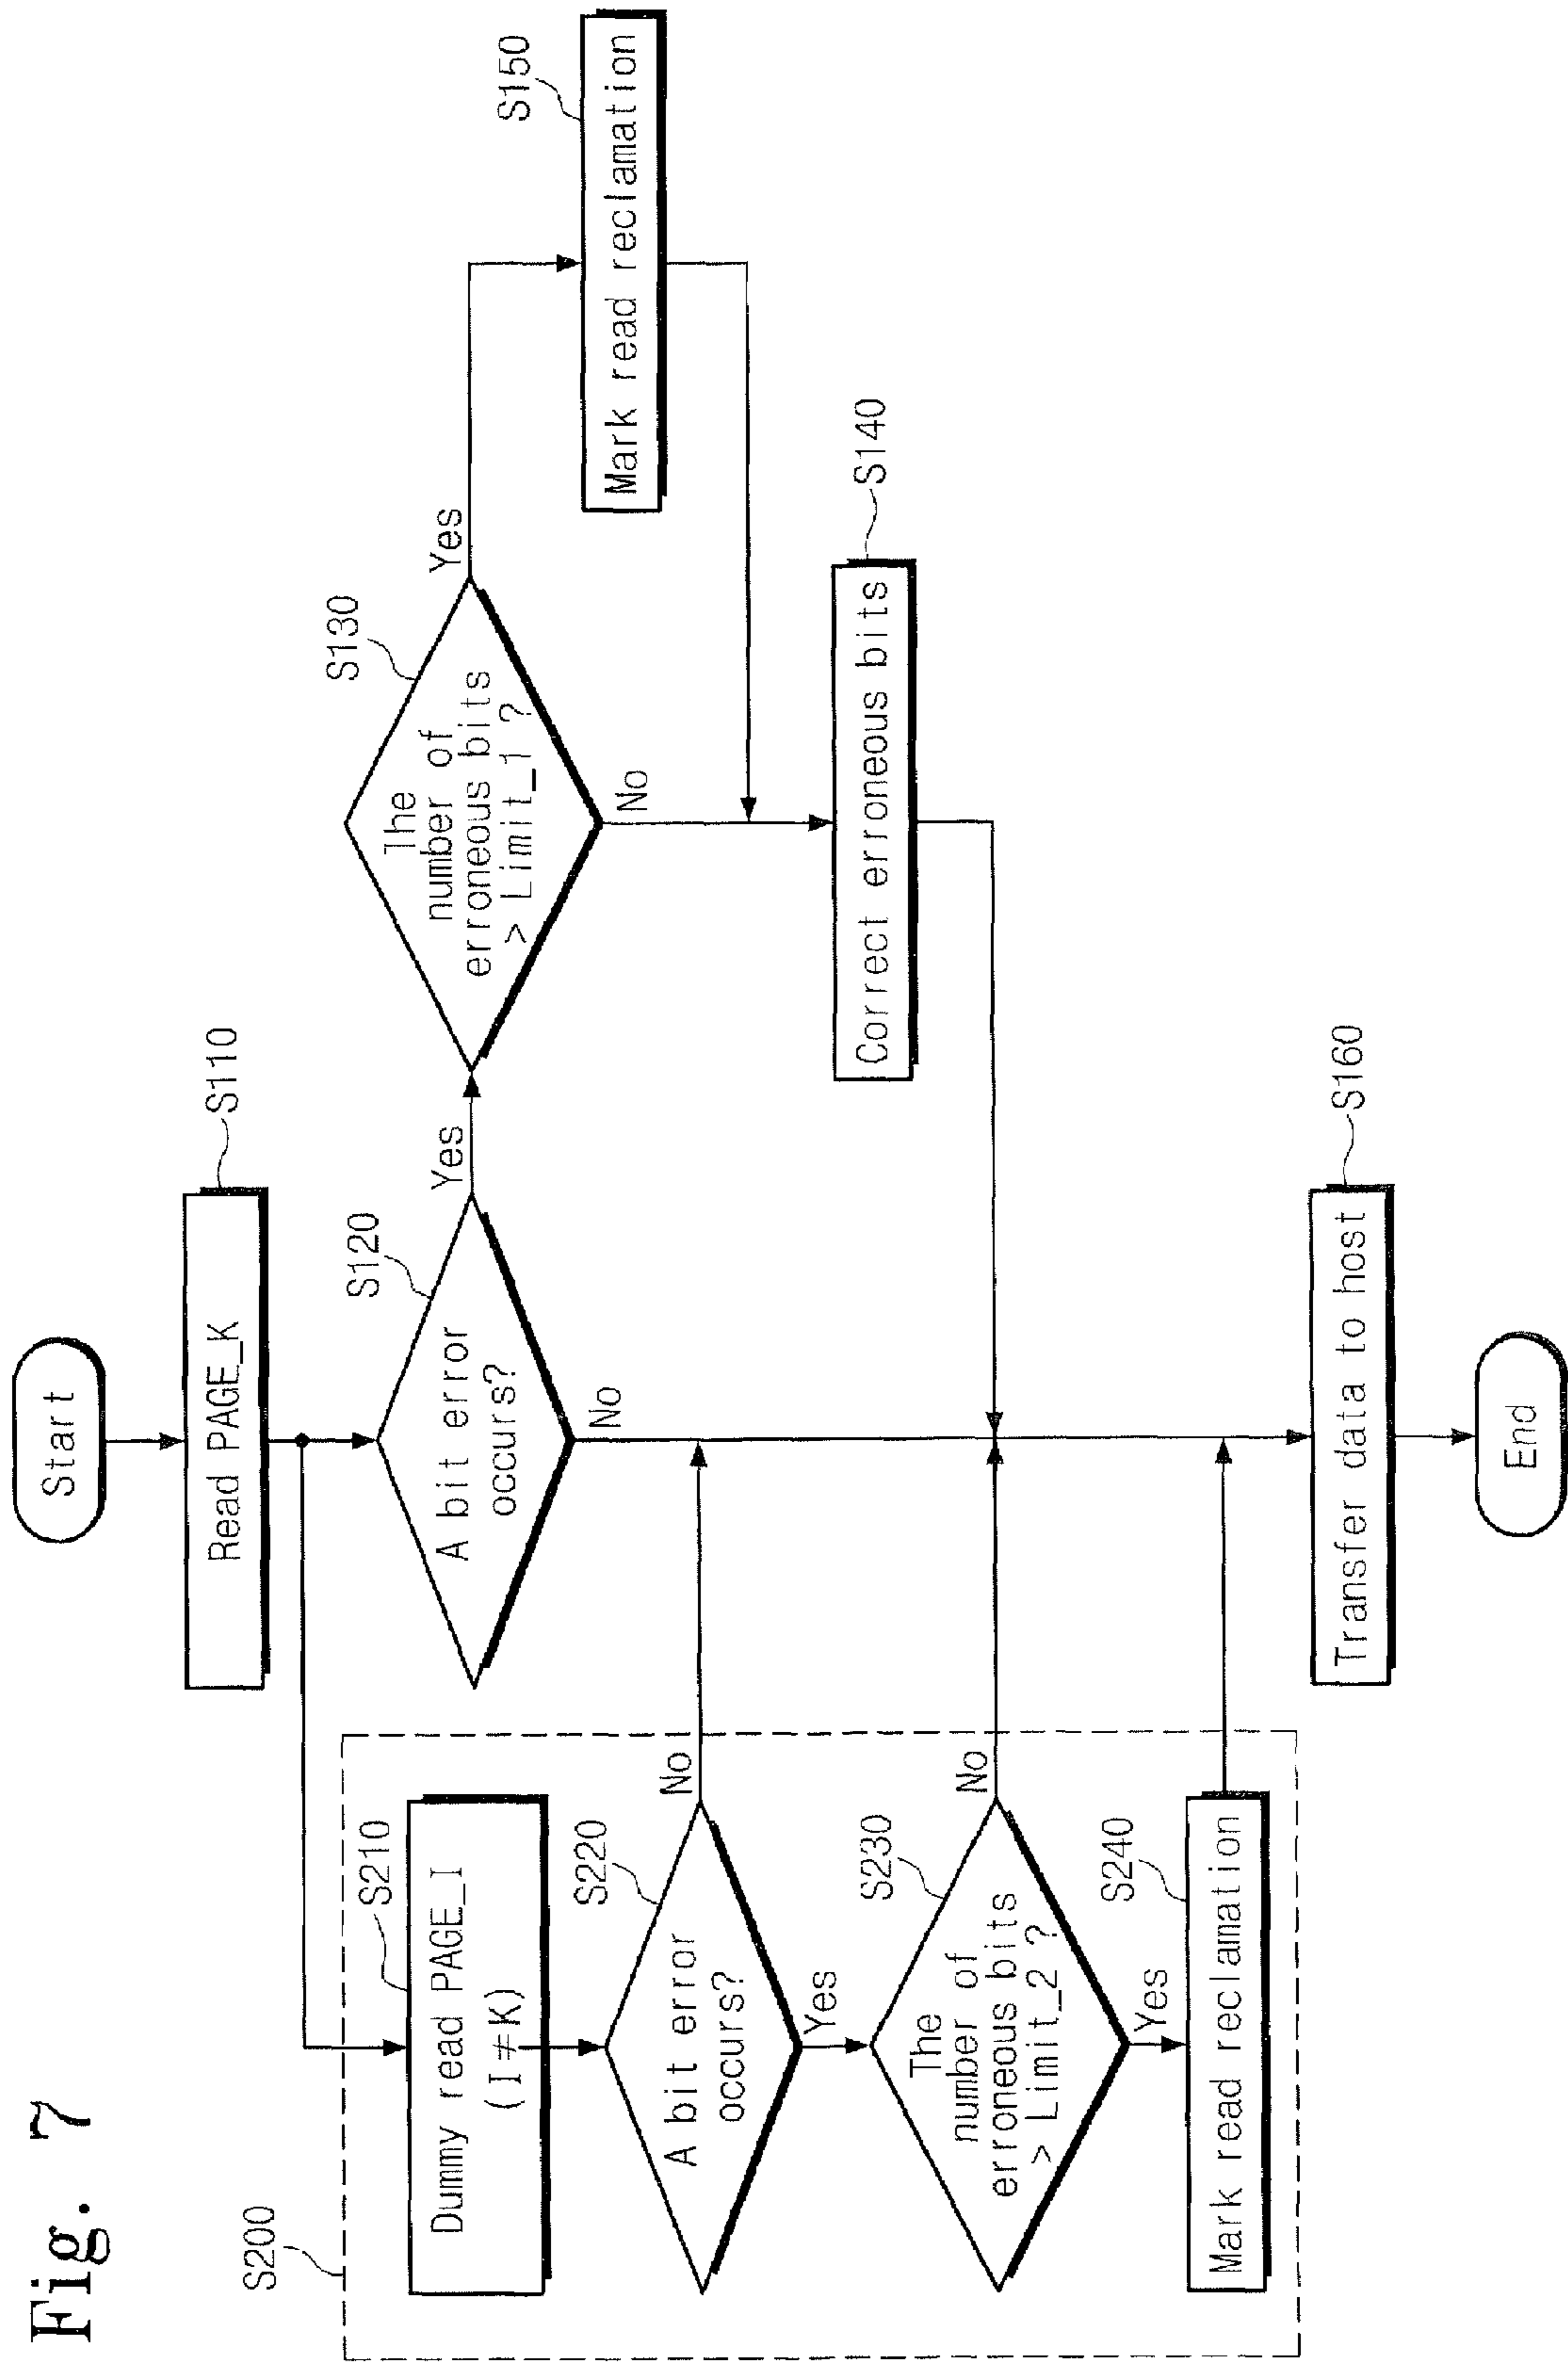 Fig. 7
Start
Read PAGE_K
S110
S200
Dummy read PAGE_I
(I≠K)
S210
A bit error
occurs?
S120
Yes
No
The
number of
erroneous bits
> Limit_1 ?
S130
Yes
No
Mark read reclamation
S150
A bit error
occurs?
S220
No
Yes
Correct erroneous bits
S140
The
number of
erroneous bits
> Limit_2 ?
S230
No
Yes
Mark read reclamation
S240
Transfer data to host
S160
End